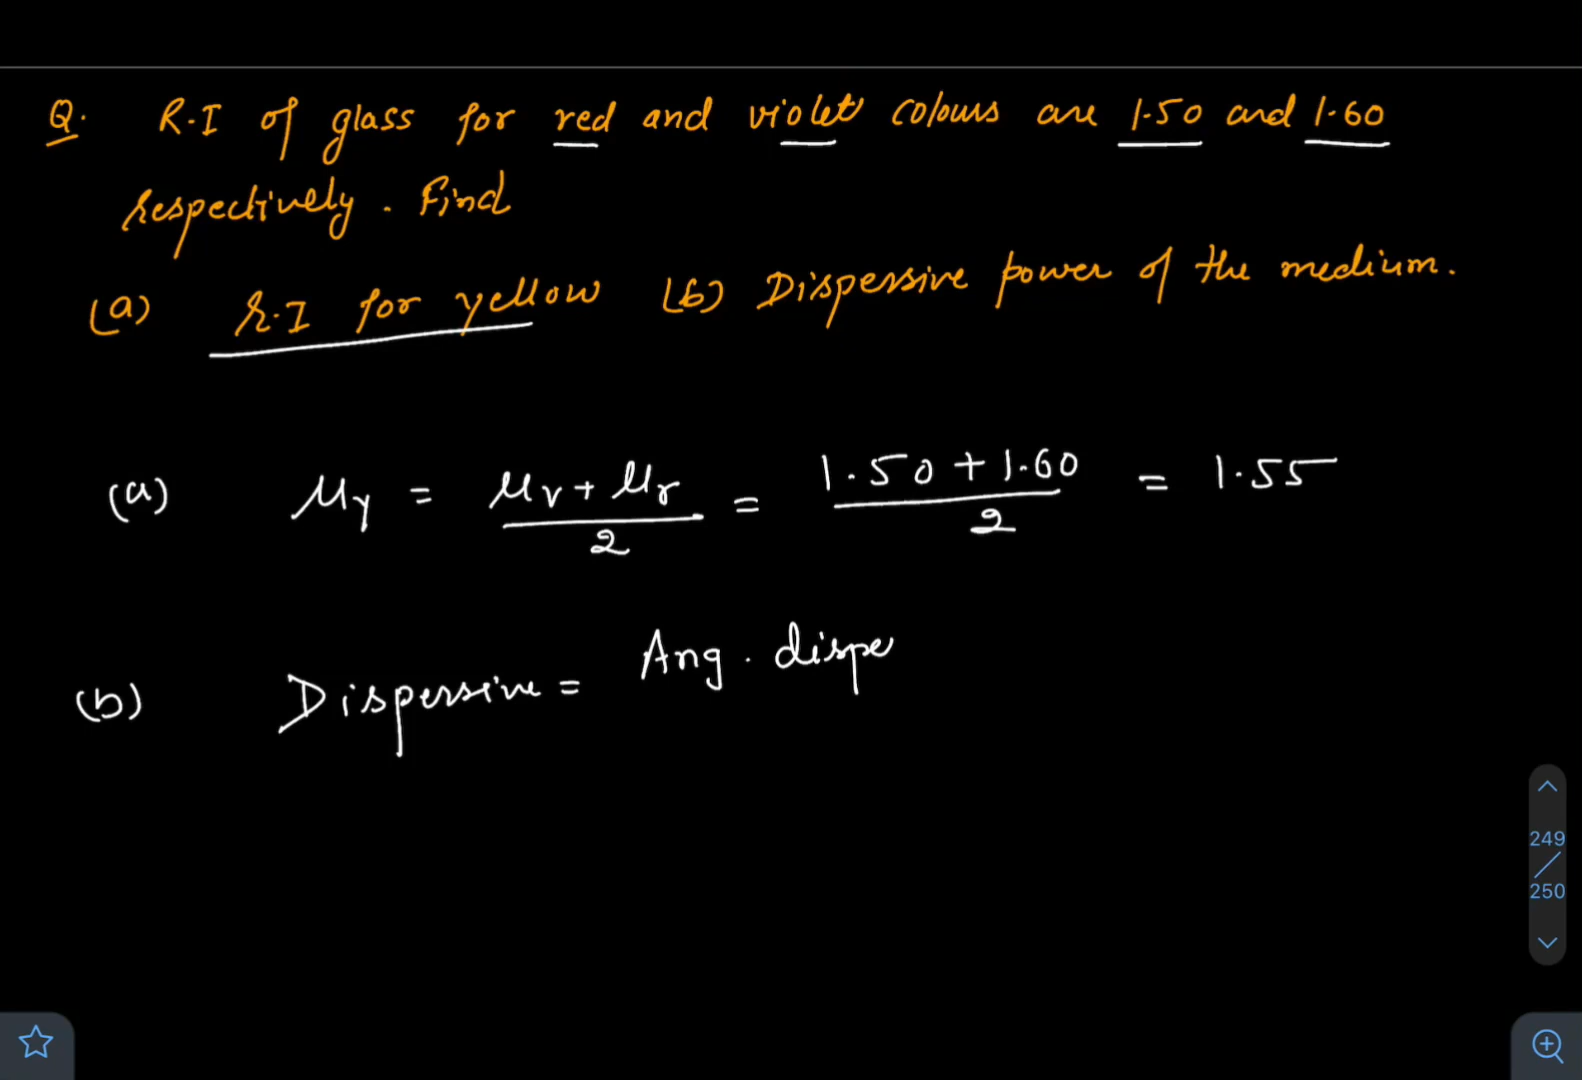 Q. R.I of glass for red and violet colours are 1.50 and 1.60
respectively. Find
(a) R.I for yellow (b) Dispersive power of the medium.
(a) μy = μv + μr / 2 = 1.50 + 1.60 / 2 = 1.55
(b) Dispersive = Ang. dispe
249
/
250